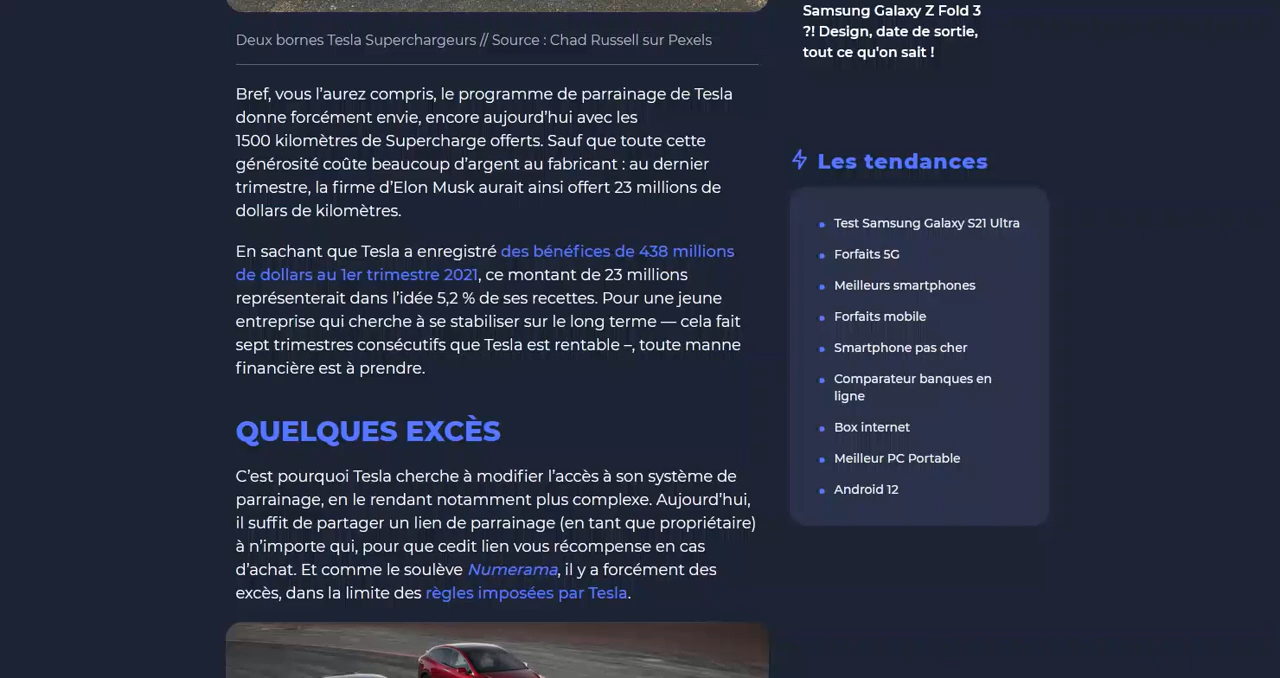 Deux bornes Tesla Superchargeurs // Source : Chad Russell sur Pexels
Bref, vous l’aurez compris, le programme de parrainage de Tesla
donne forcément envie, encore aujourd’hui avec les
1500 kilomètres de Supercharge offerts. Sauf que toute cette
générosité coûte beaucoup d’argent au fabricant : au dernier
trimestre, la firme d’Elon Musk aurait ainsi offert 23 millions de
dollars de kilomètres.
En sachant que Tesla a enregistré des bénéfices de 438 millions
de dollars au 1er trimestre 2021, ce montant de 23 millions
représenterait dans l’idée 5,2 % de ses recettes. Pour une jeune
entreprise qui cherche à se stabiliser sur le long terme — cela fait
sept trimestres consécutifs que Tesla est rentable –, toute manne
financière est à prendre.
QUELQUES EXCÈS
C’est pourquoi Tesla cherche à modifier l’accès à son système de
parrainage, en le rendant notamment plus complexe. Aujourd’hui,
il suffit de partager un lien de parrainage (en tant que propriétaire)
à n’importe qui, pour que cedit lien vous récompense en cas
d’achat. Et comme le soulève Numerama, il y a forcément des
excès, dans la limite des règles imposées par Tesla.
Samsung Galaxy Z Fold 3
?! Design, date de sortie,
tout ce qu'on sait !
Les tendances
Test Samsung Galaxy S21 Ultra
Forfaits 5G
Meilleurs smartphones
Forfaits mobile
Smartphone pas cher
Comparateur banques en
ligne
Box internet
Meilleur PC Portable
Android 12